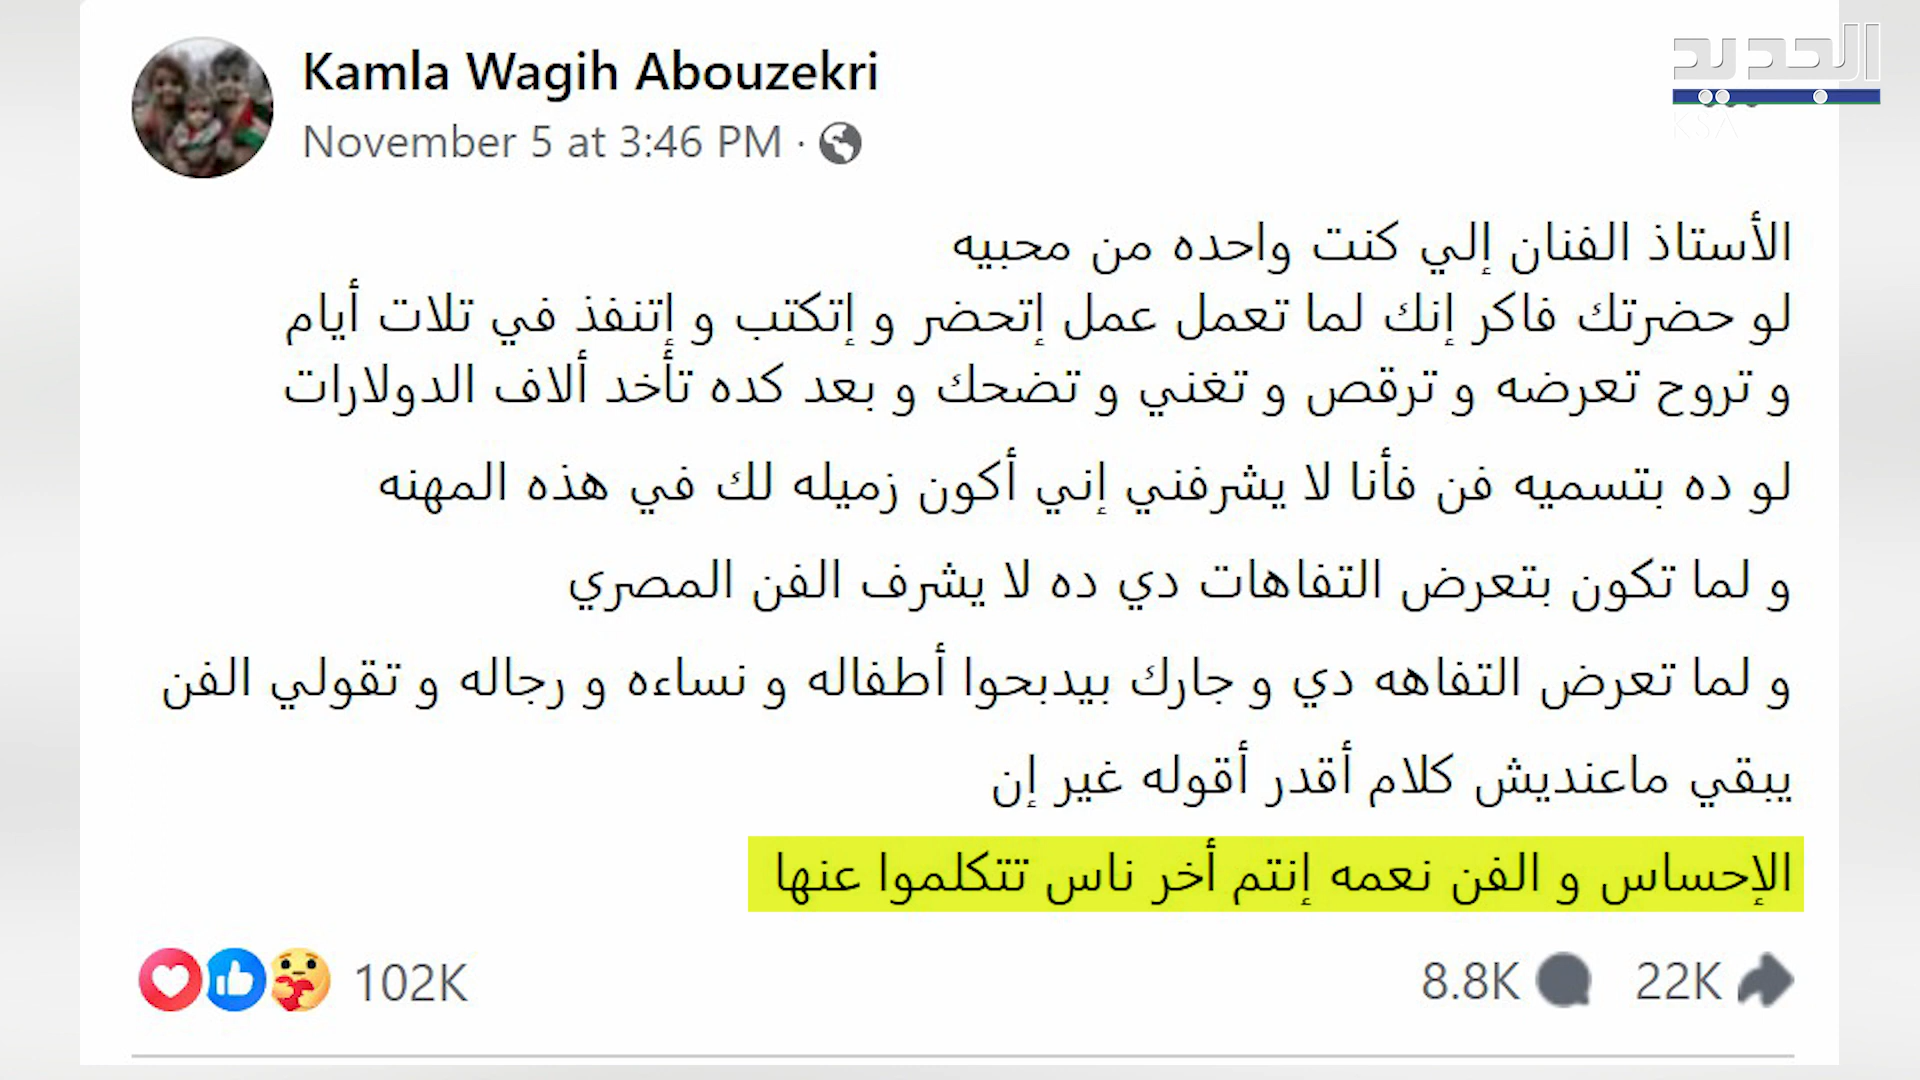 الجديد
KSA
Kamla Wagih Abouzekri
November 5 at 3:46 PM ·
الأستاذ الفنان إلي كنت واحده من محبيه
لو حضرتك فاكر إنك لما تعمل عمل إتحضر و إتكتب و إتنفذ في تلات أيام
و تروح تعرضه و ترقص و تغني و تضحك و بعد كده تأخد ألاف الدولارات
لو ده بتسميه فن فأنا لا يشرفني إني أكون زميله لك في هذه المهنه
و لما تكون بتعرض التفاهات دي ده لا يشرف الفن المصري
و لما تعرض التفاهه دي و جارك بيدبحوا أطفاله و نساءه و رجاله و تقولي الفن
يبقي ماعنديش كلام أقدر أقوله غير إن
الإحساس و الفن نعمه إنتم أخر ناس تتكلموا عنها
102K 8.8K 22K